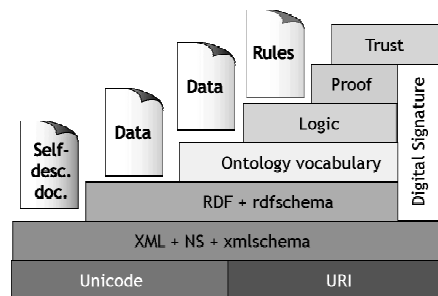 Trust
Rules
Proof
Data
Logic
Data
Ontology vocabulary
Self-
desc.
doc.
RDF + rdfschema
Digital Signature
XML + NS + xmlschema
Unicode
URI